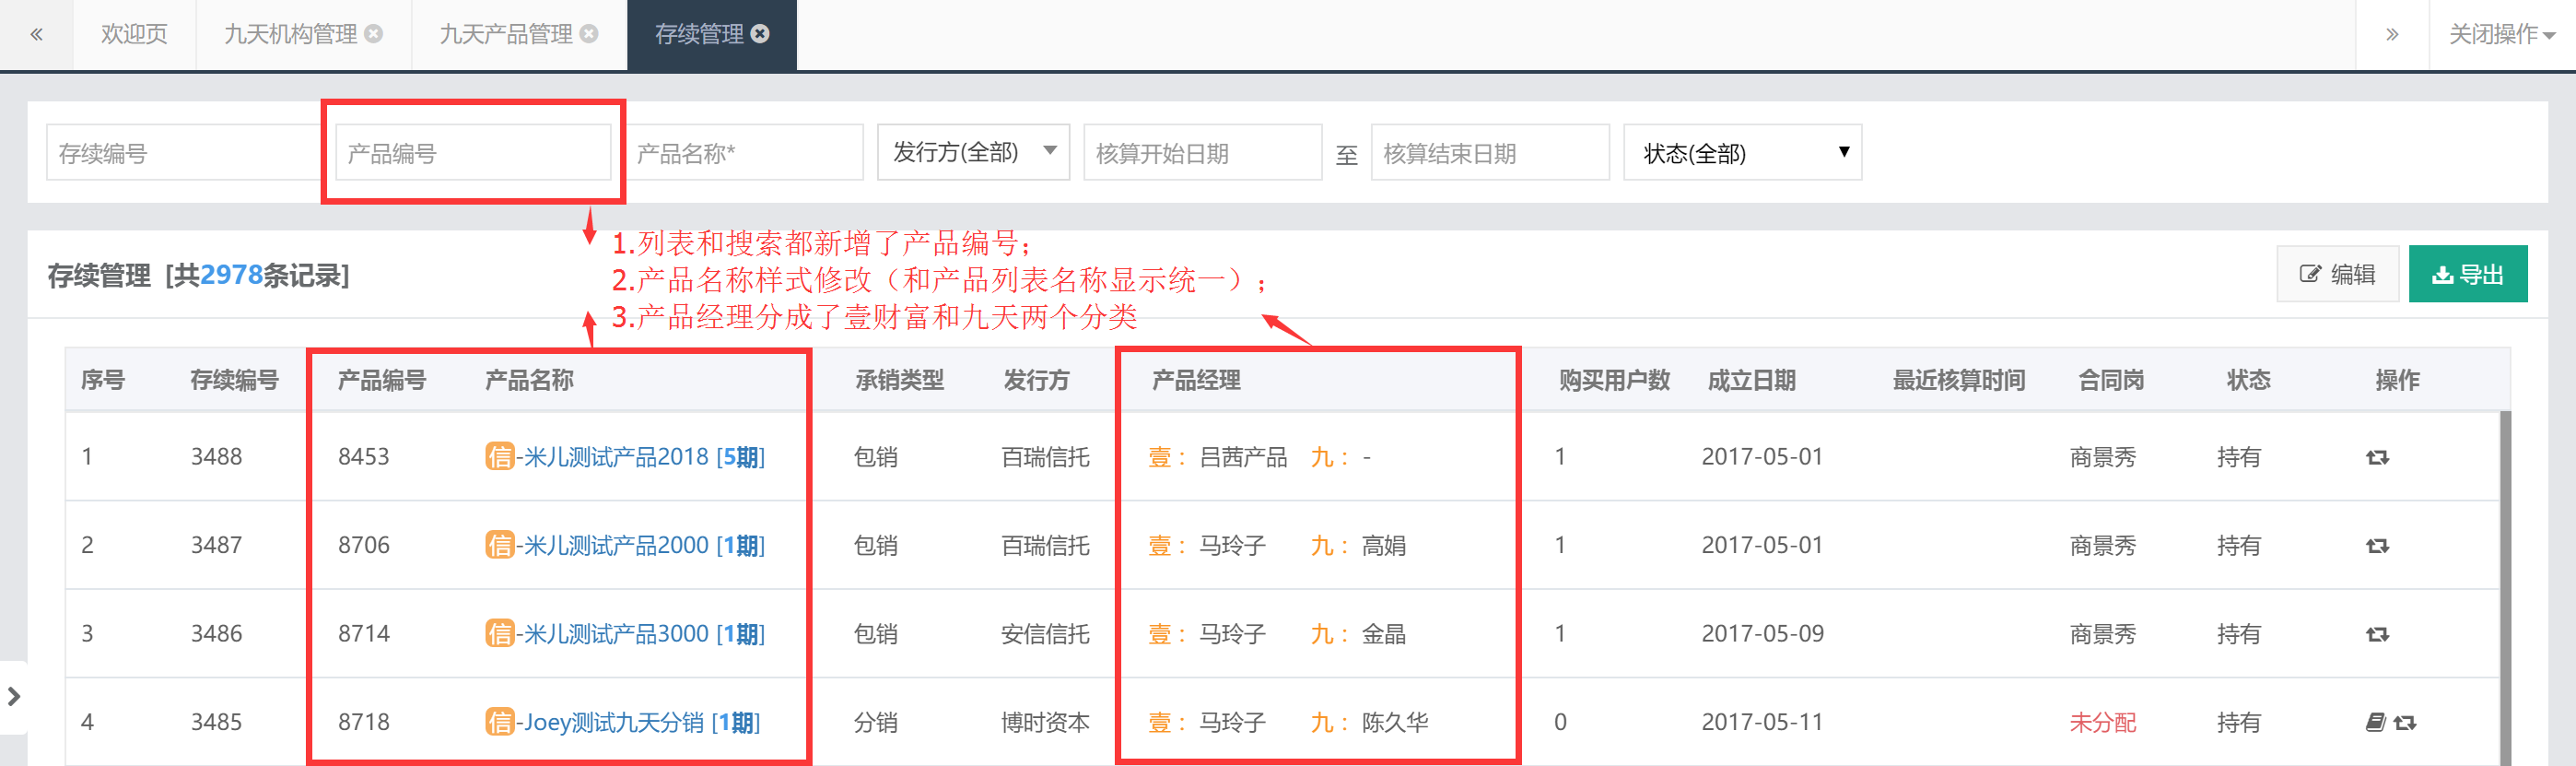 « 欢迎页 九天机构管理 九天产品管理 存续管理 » 关闭操作
存续编号 产品编号 产品名称* 发行方(全部) 核算开始日期 至 核算结束日期 状态(全部)
1.列表和搜索都新增了产品编号；
2.产品名称样式修改（和产品列表名称显示统一）；
3.产品经理分成了壹财富和九天两个分类
存续管理 [共2978条记录] 编辑 导出
序号 存续编号 产品编号 产品名称 承销类型 发行方 产品经理 购买用户数 成立日期 最近核算时间 合同岗 状态 操作
1 3488 8453 信-米儿测试产品2018 [5期] 包销 百瑞信托 壹： 吕茜产品 九： - 1 2017-05-01 商景秀 持有
2 3487 8706 信-米儿测试产品2000 [1期] 包销 百瑞信托 壹： 马玲子 九： 高娟 1 2017-05-01 商景秀 持有
3 3486 8714 信-米儿测试产品3000 [1期] 包销 安信信托 壹： 马玲子 九： 金晶 1 2017-05-09 商景秀 持有
4 3485 8718 信-Joey测试九天分销 [1期] 分销 博时资本 壹： 马玲子 九： 陈久华 0 2017-05-11 未分配 持有